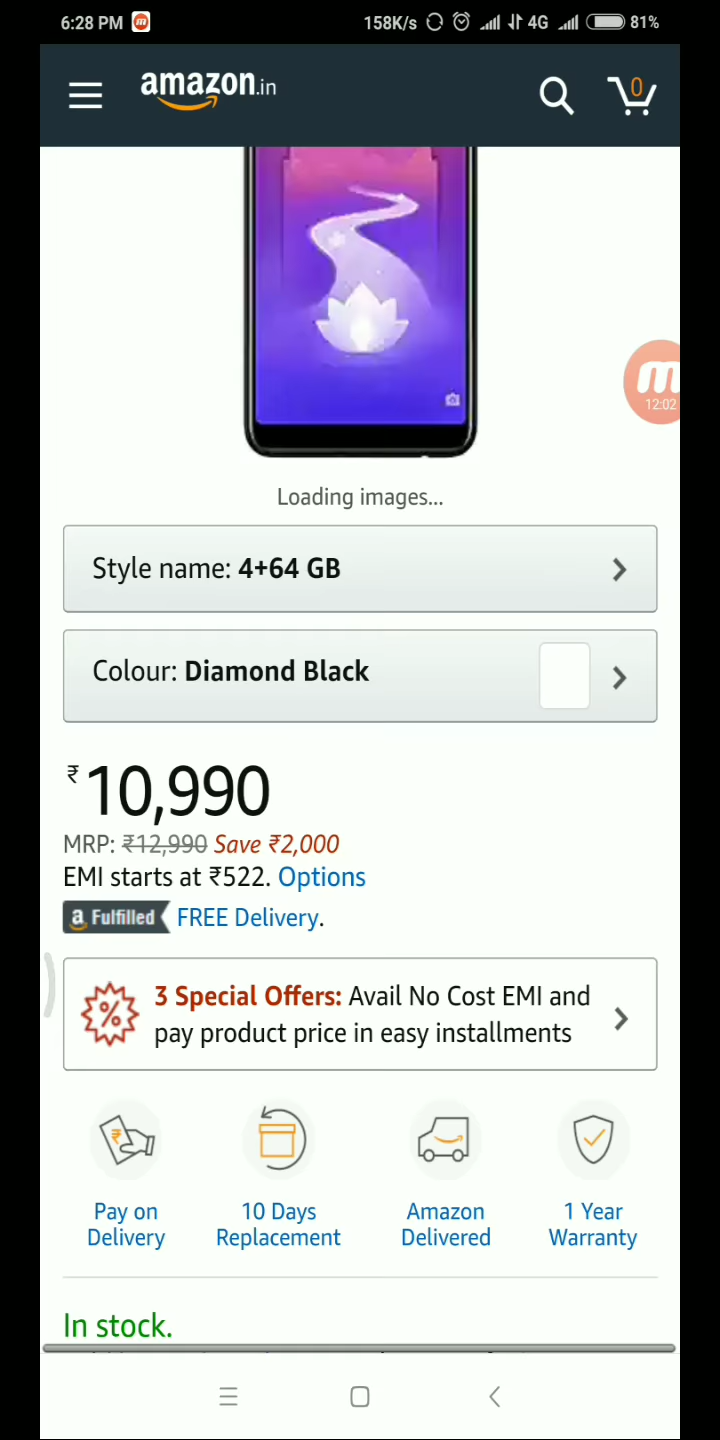 6:28 PM 158K/s 4G 81%
amazon.in 0
12:02
Loading images...
Style name: 4+64 GB
Colour: Diamond Black
₹10,990
MRP: ₹12,990 Save ₹2,000
EMI starts at ₹522. Options
a Fulfilled FREE Delivery.
3 Special Offers: Avail No Cost EMI and
pay product price in easy installments
Pay on Delivery
10 Days Replacement
Amazon Delivered
1 Year Warranty
In stock.